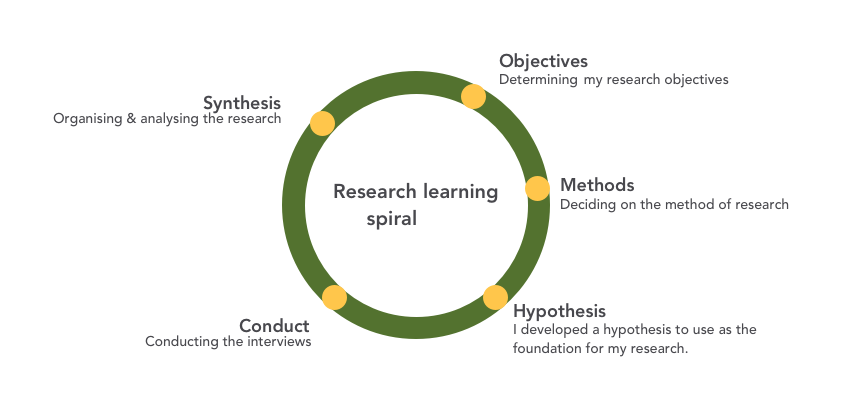 Objectives
Determining my research objectives
Synthesis
Organising & analysing the research
Research learning
spiral
Methods
Deciding on the method of research
Hypothesis
I developed a hypothesis to use as the
foundation for my research.
Conduct
Conducting the interviews